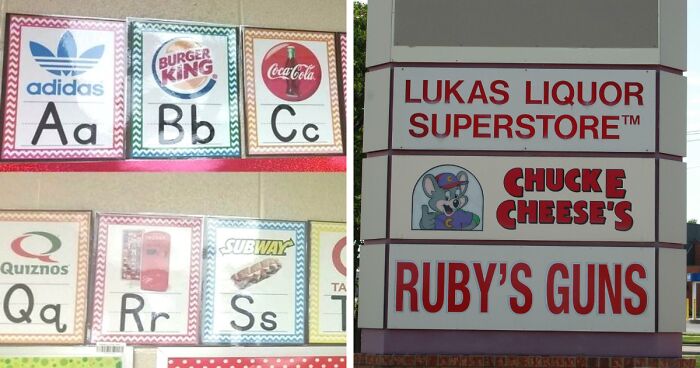 adidas
Aa
BURGER
KING
Bb
Coca-Cola
Cc
QUIZNOS
Qq
Rr
SUBWAY
Ss
TA
T
LUKAS LIQUOR
SUPERSTORE™
CHUCK E
CHEESE'S
RUBY'S GUNS